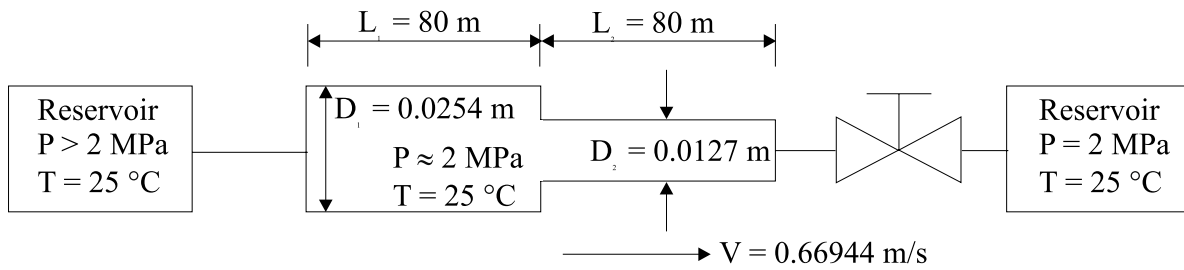 L₁ = 80 m
L₂ = 80 m
Reservoir
P > 2 MPa
T = 25 °C
D₁ = 0.0254 m
P ≈ 2 MPa
T = 25 °C
D₂ = 0.0127 m
Reservoir
P = 2 MPa
T = 25 °C
V = 0.66944 m/s